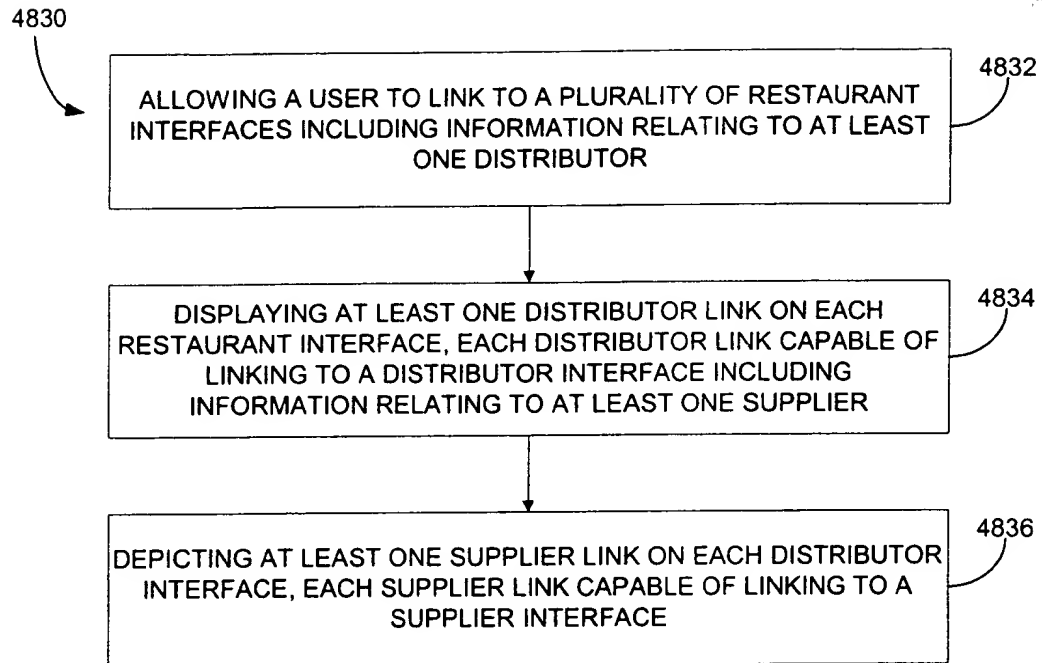 4830
4832
ALLOWING A USER TO LINK TO A PLURALITY OF RESTAURANT
INTERFACES INCLUDING INFORMATION RELATING TO AT LEAST
ONE DISTRIBUTOR
4834
DISPLAYING AT LEAST ONE DISTRIBUTOR LINK ON EACH
RESTAURANT INTERFACE, EACH DISTRIBUTOR LINK CAPABLE OF
LINKING TO A DISTRIBUTOR INTERFACE INCLUDING
INFORMATION RELATING TO AT LEAST ONE SUPPLIER
4836
DEPICTING AT LEAST ONE SUPPLIER LINK ON EACH DISTRIBUTOR
INTERFACE, EACH SUPPLIER LINK CAPABLE OF LINKING TO A
SUPPLIER INTERFACE